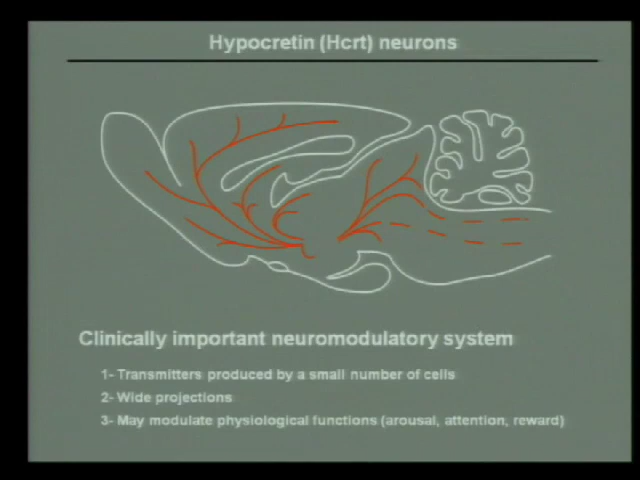 Hypocretin (Hcrt) neurons
Clinically important neuromodulatory system
1- Transmitters produced by a small number of cells
2- Wide projections
3- May modulate physiological functions (arousal, attention, reward)